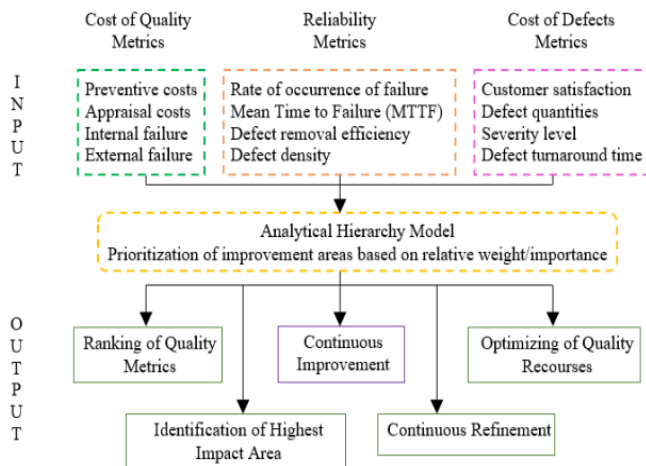 Cost of Quality
Metrics
Reliability
Metrics
Cost of Defects
Metrics
INPUT
Preventive costs
Appraisal costs
Internal failure
External failure
Rate of occurrence of failure
Mean Time to Failure (MTTF)
Defect removal efficiency
Defect density
Customer satisfaction
Defect quantities
Severity level
Defect turnaround time
Analytical Hierarchy Model
Prioritization of improvement areas based on relative weight/importance
OUTPUT
Ranking of Quality
Metrics
Continuous
Improvement
Optimizing of Quality
Recourses
Identification of Highest
Impact Area
Continuous Refinement